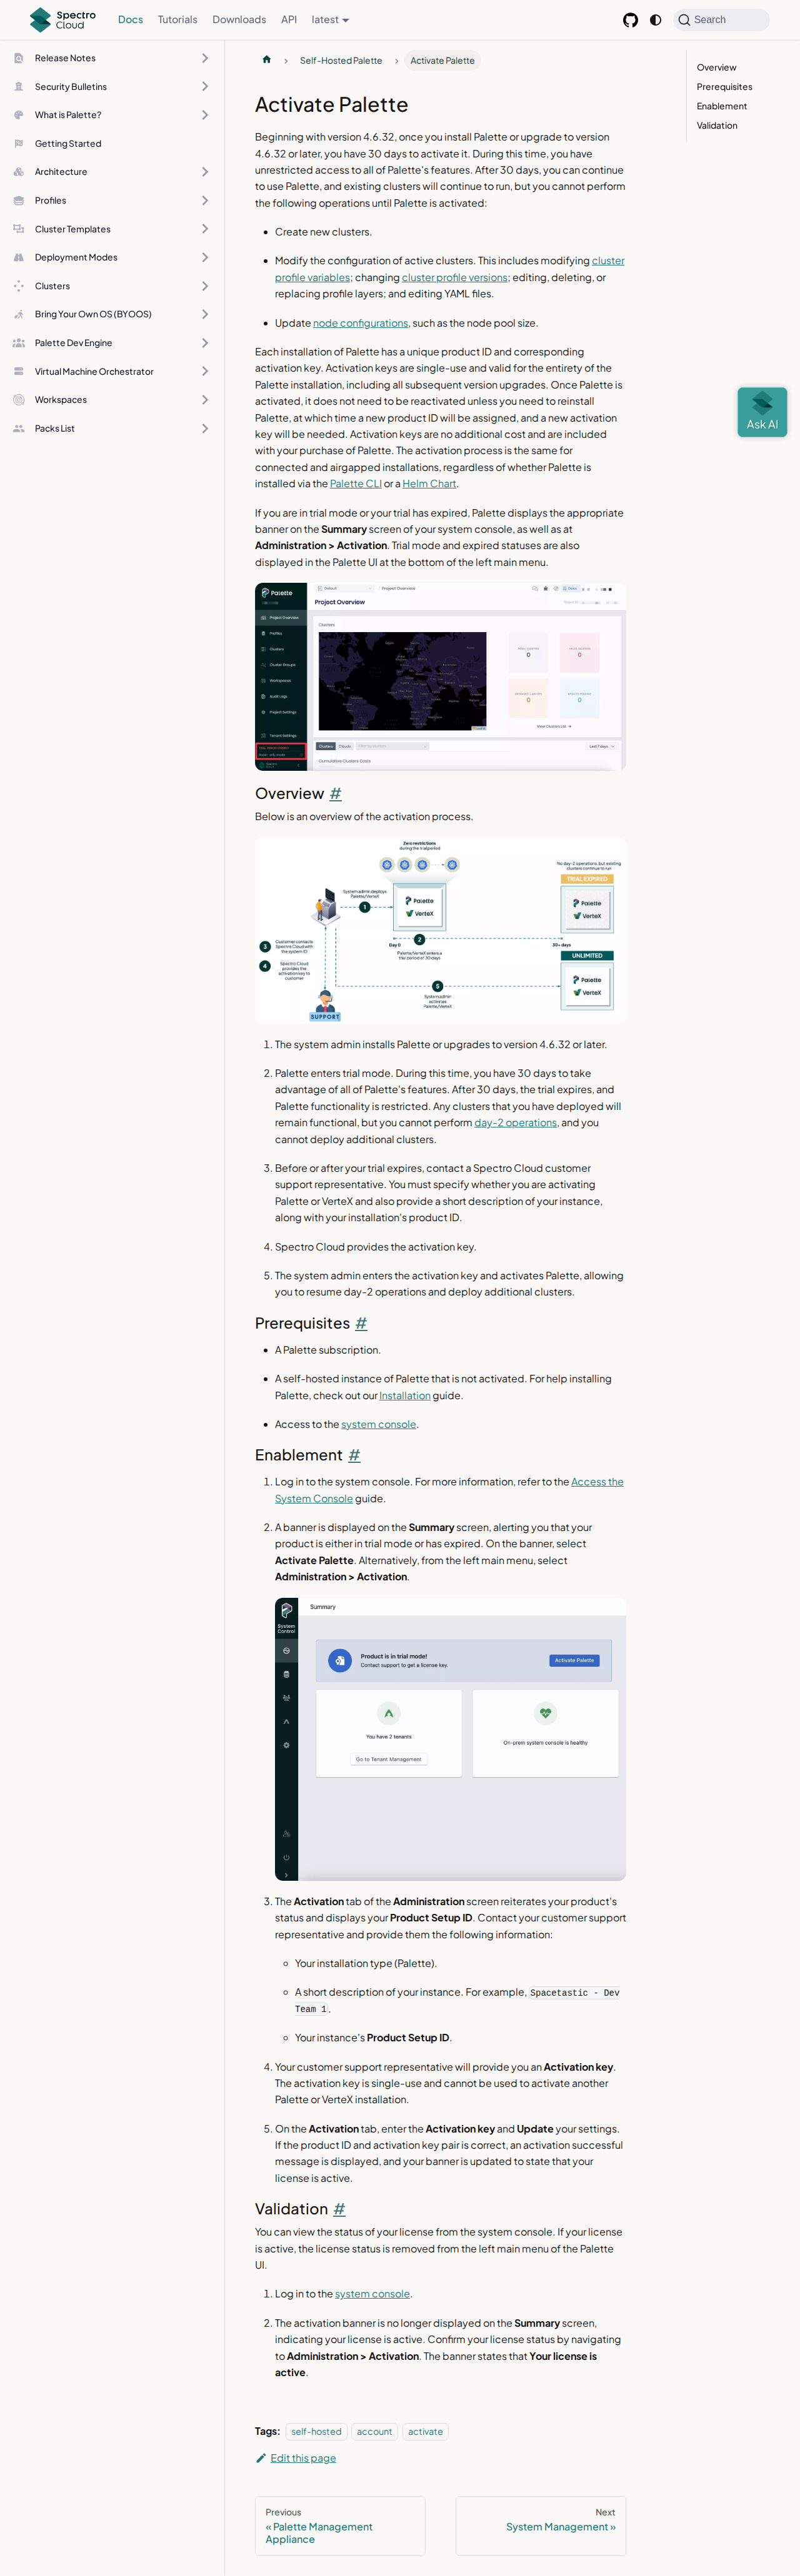 Spectro Cloud
Docs
Tutorials
Downloads
API
latest
Search
Release Notes
Security Bulletins
What is Palette?
Getting Started
Architecture
Profiles
Cluster Templates
Deployment Modes
Clusters
Bring Your Own OS (BYOOS)
Palette Dev Engine
Virtual Machine Orchestrator
Workspaces
Packs List
Self-Hosted Palette
Activate Palette
Overview
Prerequisites
Enablement
Validation
Ask AI
Activate Palette
Beginning with version 4.6.32, once you install Palette or upgrade to version
4.6.32 or later, you have 30 days to activate it. During this time, you have
unrestricted access to all of Palette's features. After 30 days, you can continue
to use Palette, and existing clusters will continue to run, but you cannot perform
the following operations until Palette is activated:
Create new clusters.
Modify the configuration of active clusters. This includes modifying cluster
profile variables; changing cluster profile versions; editing, deleting, or
replacing profile layers; and editing YAML files.
Update node configurations, such as the node pool size.
Each installation of Palette has a unique product ID and corresponding
activation key. Activation keys are single-use and valid for the entirety of the
Palette installation, including all subsequent version upgrades. Once Palette is
activated, it does not need to be reactivated unless you need to reinstall
Palette, at which time a new product ID will be assigned, and a new activation
key will be needed. Activation keys are no additional cost and are included
with your purchase of Palette. The activation process is the same for
connected and airgapped installations, regardless of whether Palette is
installed via the Palette CLI or a Helm Chart.
If you are in trial mode or your trial has expired, Palette displays the appropriate
banner on the Summary screen of your system console, as well as at
Administration > Activation. Trial mode and expired statuses are also
displayed in the Palette UI at the bottom of the left main menu.
Palette
Default
Project Overview
Project Overview
Project Overview
Profiles
Clusters
Cluster Groups
Workspaces
Audit Logs
Project Settings
Tenant Settings
Clusters
0
0
0
0
View Clusters List
Clusters
Clouds
Last 7 days
Cumulative Clusters Costs
Overview #
Below is an overview of the activation process.
Zero restrictions
during the trial period
No day-2 operations, but existing
clusters continue to run
TRIAL EXPIRED
System admin deploys
Palette/VerteX
1
Palette
VerteX
Palette
VerteX
3
Customer contacts
Spectro Cloud with
the system ID
Day 0
2
30+ days
Palette/VerteX enters a
trial period of 30 days
UNLIMITED
4
Spectro Cloud
provides the
activation key to
customer
5
Palette
VerteX
System admin
activates
Palette/VerteX
SUPPORT
1. The system admin installs Palette or upgrades to version 4.6.32 or later.
2. Palette enters trial mode. During this time, you have 30 days to take
advantage of all of Palette's features. After 30 days, the trial expires, and
Palette functionality is restricted. Any clusters that you have deployed will
remain functional, but you cannot perform day-2 operations, and you
cannot deploy additional clusters.
3. Before or after your trial expires, contact a Spectro Cloud customer
support representative. You must specify whether you are activating
Palette or VerteX and also provide a short description of your instance,
along with your installation's product ID.
4. Spectro Cloud provides the activation key.
5. The system admin enters the activation key and activates Palette, allowing
you to resume day-2 operations and deploy additional clusters.
Prerequisites #
A Palette subscription.
A self-hosted instance of Palette that is not activated. For help installing
Palette, check out our Installation guide.
Access to the system console.
Enablement #
1. Log in to the system console. For more information, refer to the Access the
System Console guide.
2. A banner is displayed on the Summary screen, alerting you that your
product is either in trial mode or has expired. On the banner, select
Activate Palette. Alternatively, from the left main menu, select
Administration > Activation.
System
Control
Summary
Product is in trial mode!
Contact support to get a license key.
Activate Palette
You have 2 tenants
Go to Tenant Management
On-prem system console is healthy
3. The Activation tab of the Administration screen reiterates your product's
status and displays your Product Setup ID. Contact your customer support
representative and provide them the following information:
Your installation type (Palette).
A short description of your instance. For example, Spacetastic - Dev
Team 1.
Your instance's Product Setup ID.
4. Your customer support representative will provide you an Activation key.
The activation key is single-use and cannot be used to activate another
Palette or VerteX installation.
5. On the Activation tab, enter the Activation key and Update your settings.
If the product ID and activation key pair is correct, an activation successful
message is displayed, and your banner is updated to state that your
license is active.
Validation #
You can view the status of your license from the system console. If your license
is active, the license status is removed from the left main menu of the Palette
UI.
1. Log in to the system console.
2. The activation banner is no longer displayed on the Summary screen,
indicating your license is active. Confirm your license status by navigating
to Administration > Activation. The banner states that Your license is
active.
Tags: self-hosted account activate
Edit this page
Previous
« Palette Management
Appliance
Next
System Management »